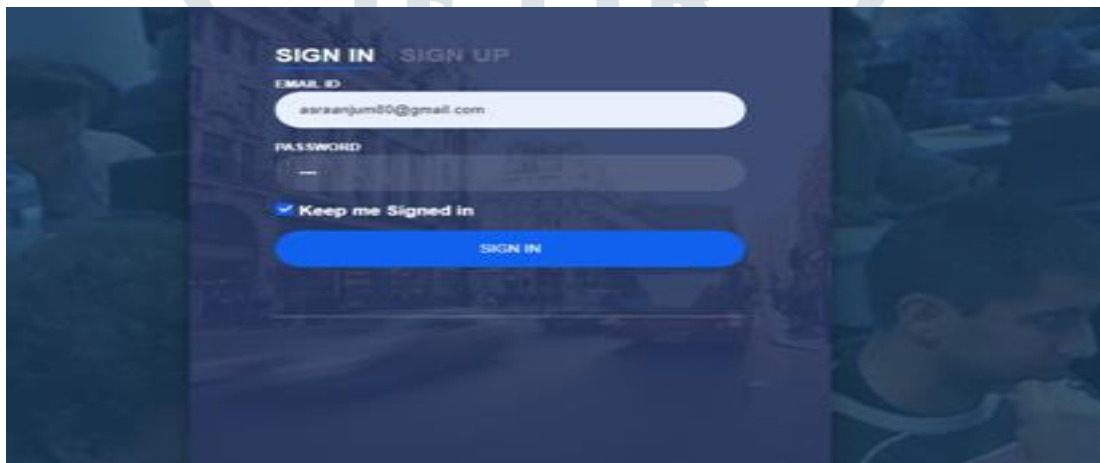 SIGN IN SIGN UP
EMAIL ID
asraanjum80@gmail.com
PASSWORD
Keep me Signed in
SIGN IN